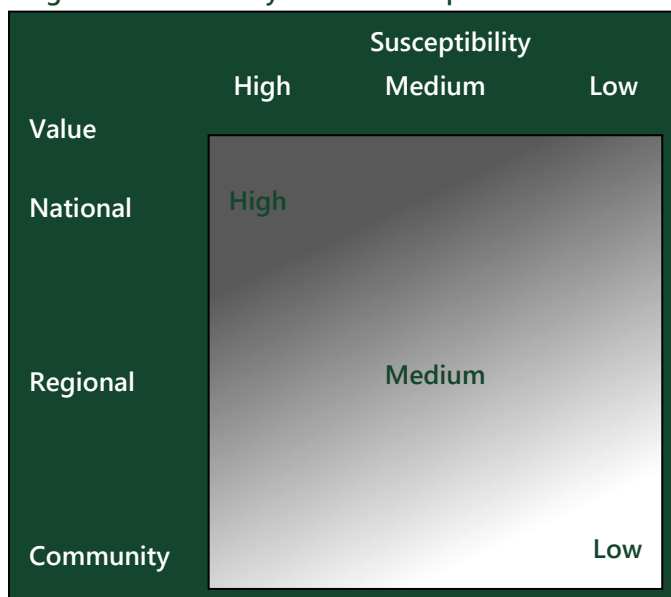 Susceptibility
High Medium Low
Value
National High
Regional Medium
Community Low